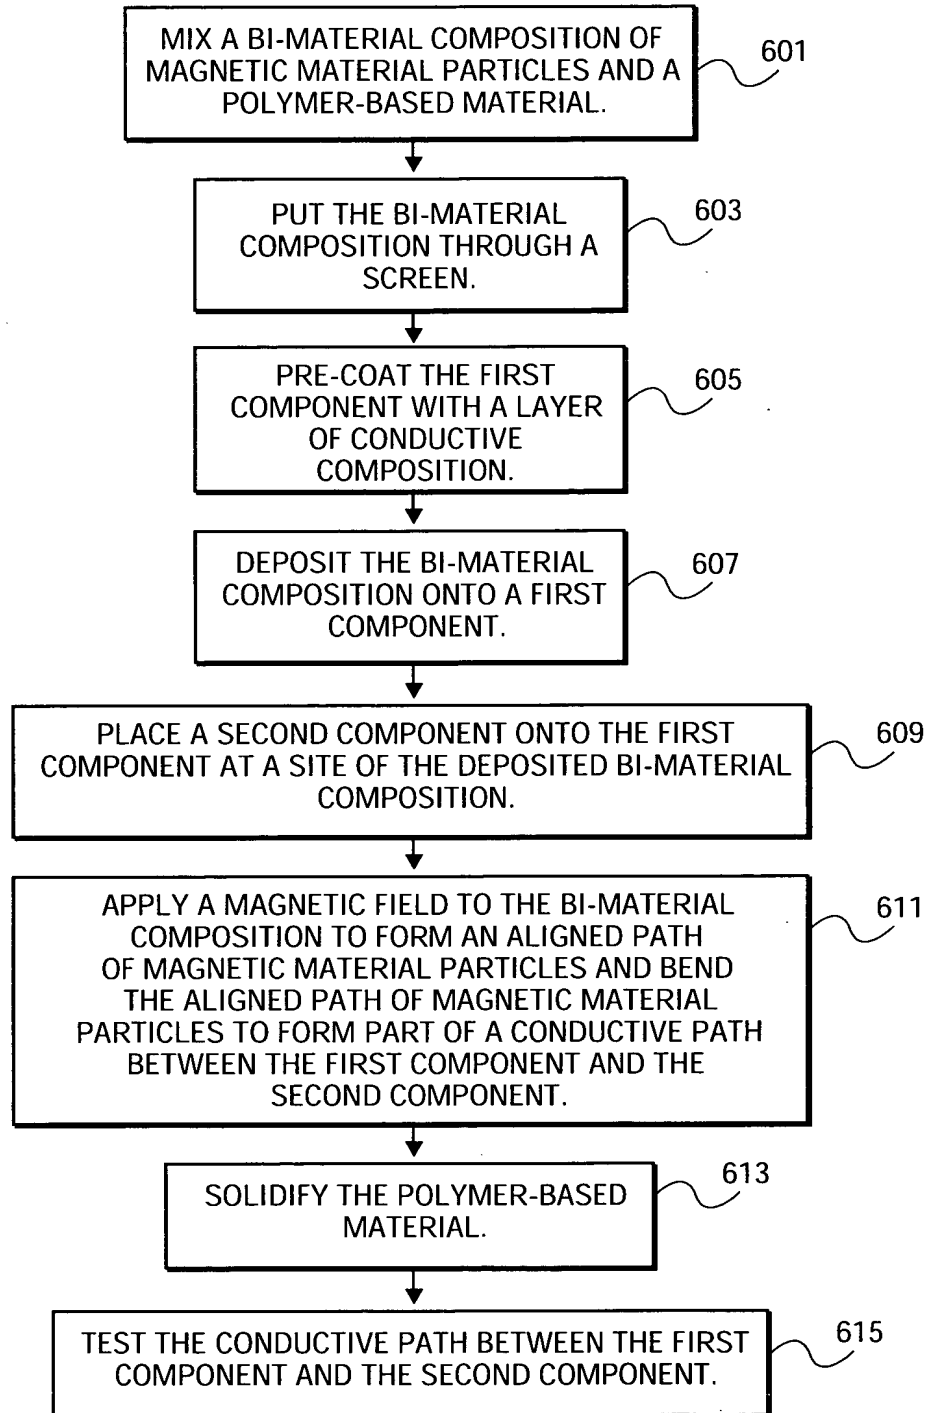 MIX A BI-MATERIAL COMPOSITION OF
MAGNETIC MATERIAL PARTICLES AND A
POLYMER-BASED MATERIAL.
601
PUT THE BI-MATERIAL
COMPOSITION THROUGH A
SCREEN.
603
PRE-COAT THE FIRST
COMPONENT WITH A LAYER
OF CONDUCTIVE
COMPOSITION.
605
DEPOSIT THE BI-MATERIAL
COMPOSITION ONTO A FIRST
COMPONENT.
607
PLACE A SECOND COMPONENT ONTO THE FIRST
COMPONENT AT A SITE OF THE DEPOSITED BI-MATERIAL
COMPOSITION.
609
APPLY A MAGNETIC FIELD TO THE BI-MATERIAL
COMPOSITION TO FORM AN ALIGNED PATH
OF MAGNETIC MATERIAL PARTICLES AND BEND
THE ALIGNED PATH OF MAGNETIC MATERIAL
PARTICLES TO FORM PART OF A CONDUCTIVE PATH
BETWEEN THE FIRST COMPONENT AND THE
SECOND COMPONENT.
611
SOLIDIFY THE POLYMER-BASED
MATERIAL.
613
TEST THE CONDUCTIVE PATH BETWEEN THE FIRST
COMPONENT AND THE SECOND COMPONENT.
615